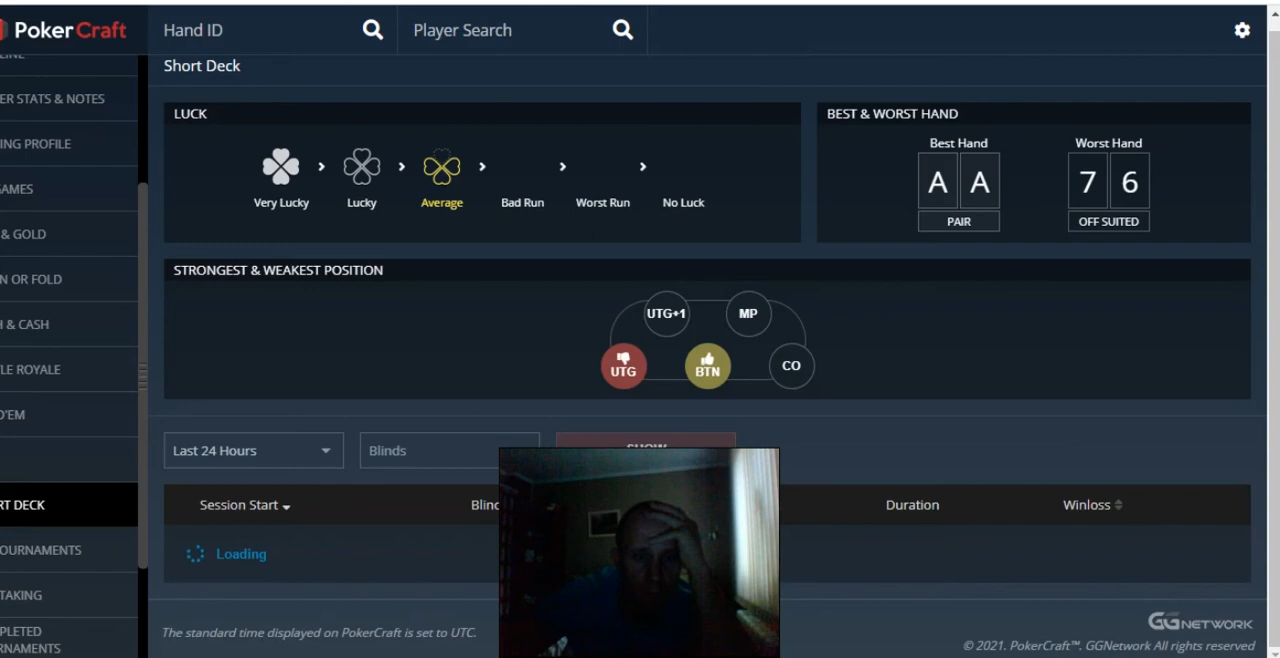 PokerCraft
Hand ID
Player Search
Short Deck
ER STATS & NOTES
ING PROFILE
GAMES
& GOLD
N OR FOLD
H & CASH
LE ROYALE
D'EM
RT DECK
OURNAMENTS
TAKING
PLETED
RNAMENTS
LUCK
Very Lucky
Lucky
Average
Bad Run
Worst Run
No Luck
BEST & WORST HAND
Best Hand
A A
PAIR
Worst Hand
7 6
OFF SUITED
STRONGEST & WEAKEST POSITION
UTG+1
MP
UTG
BTN
CO
Last 24 Hours
Blinds
Session Start
Blind
Duration
Winloss
Loading
The standard time displayed on PokerCraft is set to UTC.
GGNETWORK
© 2021. PokerCraft™. GGNetwork All rights reserved